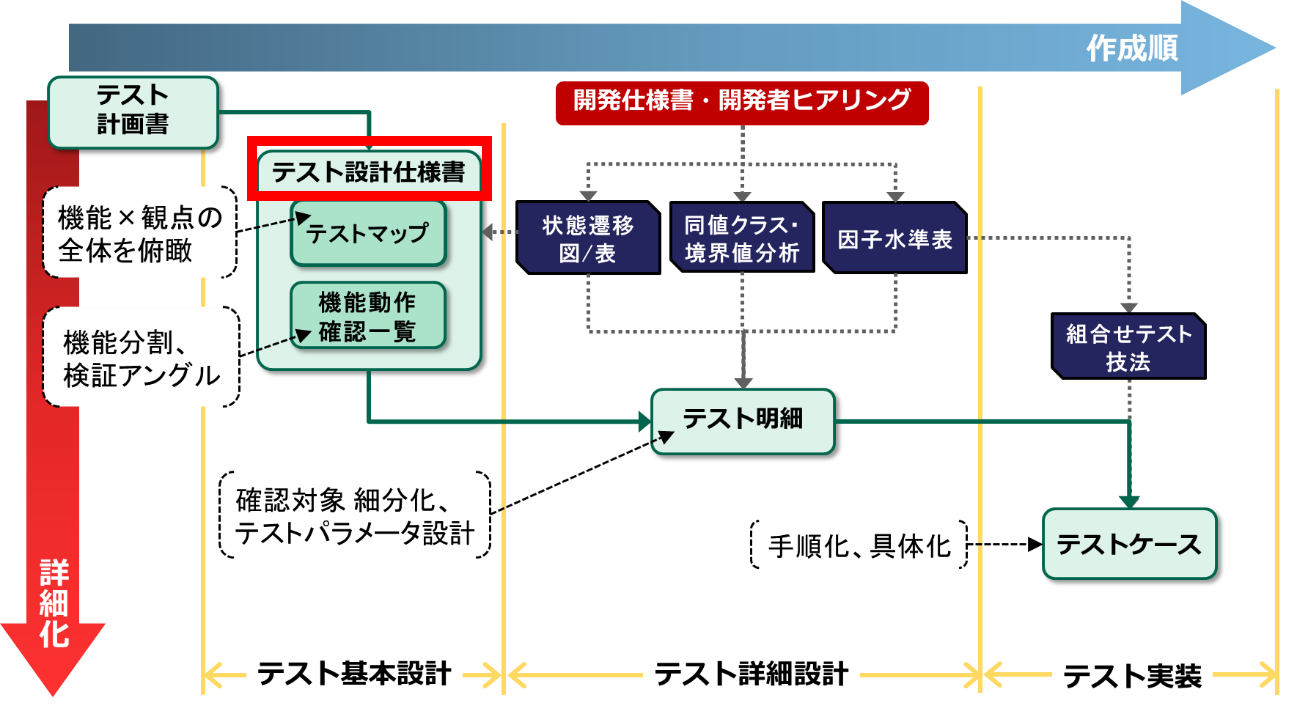 作成順
テスト
計画書
開発仕様書・開発者ヒアリング
テスト設計仕様書
機能×観点の
全体を俯瞰
テストマップ
状態遷移
図/表
同値クラス・
境界値分析
因子水準表
機能動作
確認一覧
機能分割、
検証アングル
組合せテスト
技法
テスト明細
確認対象 細分化、
テストパラメータ設計
手順化、具体化
テストケース
詳細化
テスト基本設計
テスト詳細設計
テスト実装